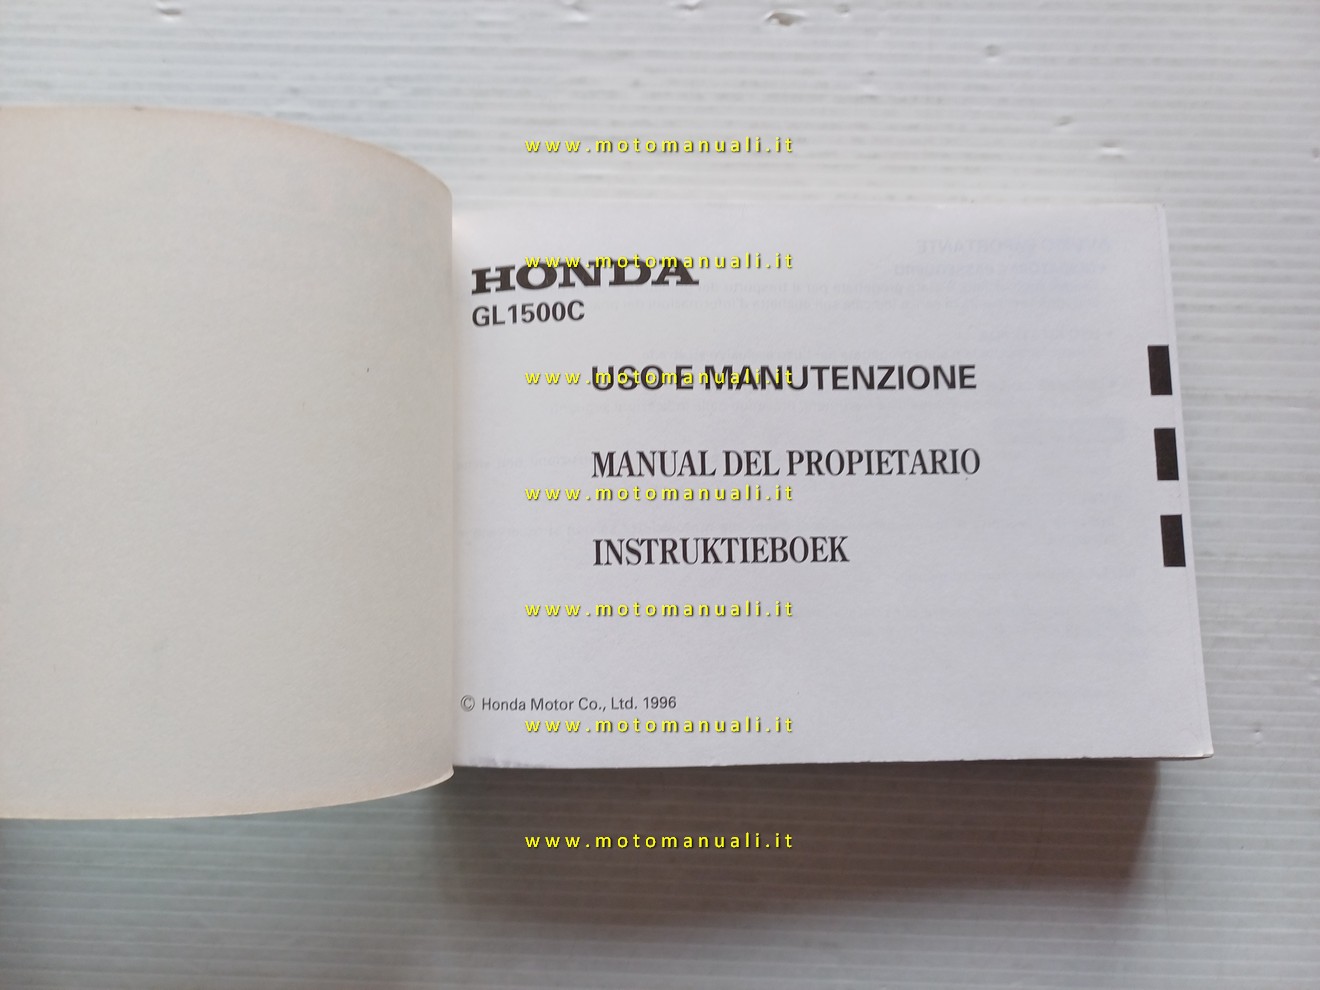 www.motomanuali.it
www.motomanuali.it
HONDA
GL1500C
www.motomanuali.it
USO E MANUTENZIONE
MANUAL DEL PROPIETARIO
www.motomanuali.it
INSTRUKTIEBOEK
www.motomanuali.it
© Honda Motor Co., Ltd. 1996
www.motomanuali.it
www.motomanuali.it